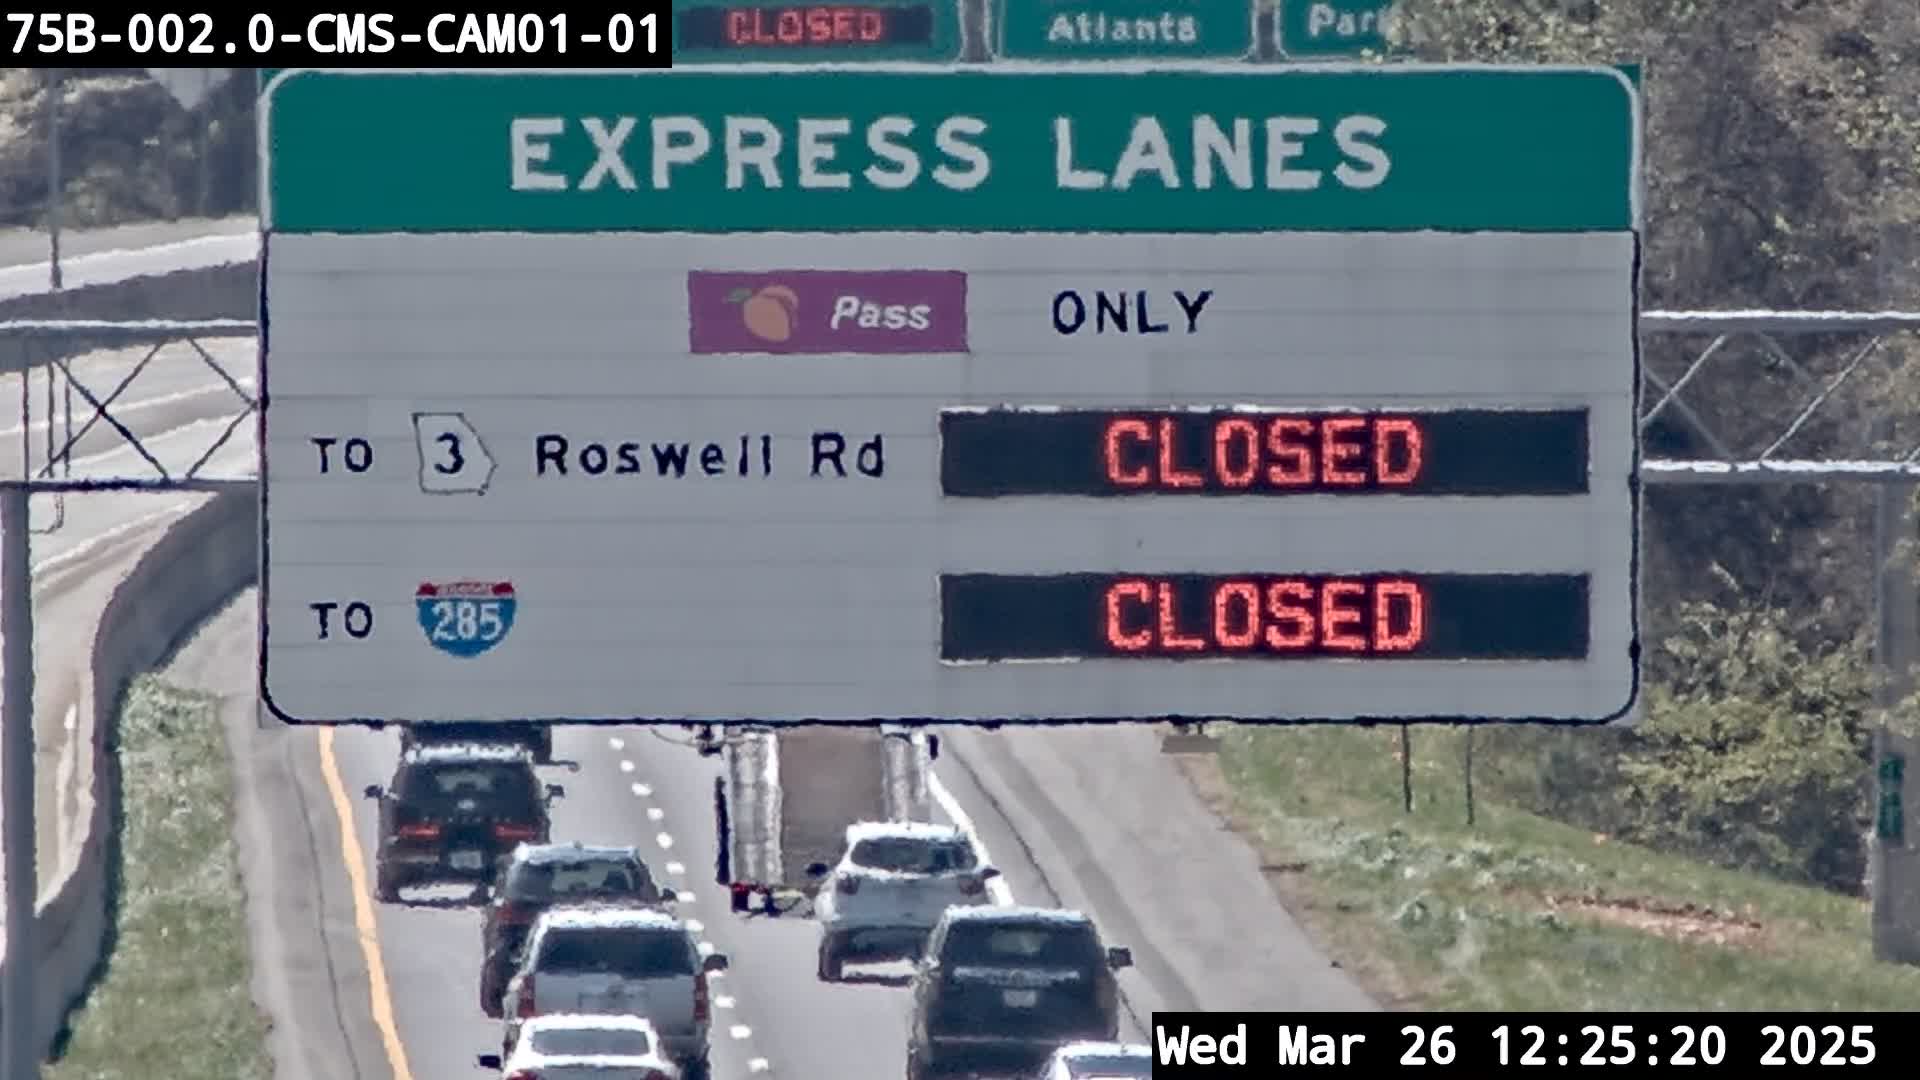 75B-002.0-CMS-CAM01-01
CLOSED
Atlanta
EXPRESS LANES
Pass ONLY
TO 3 Roswell Rd CLOSED
TO 285 CLOSED
Wed Mar 26 12:25:20 2025